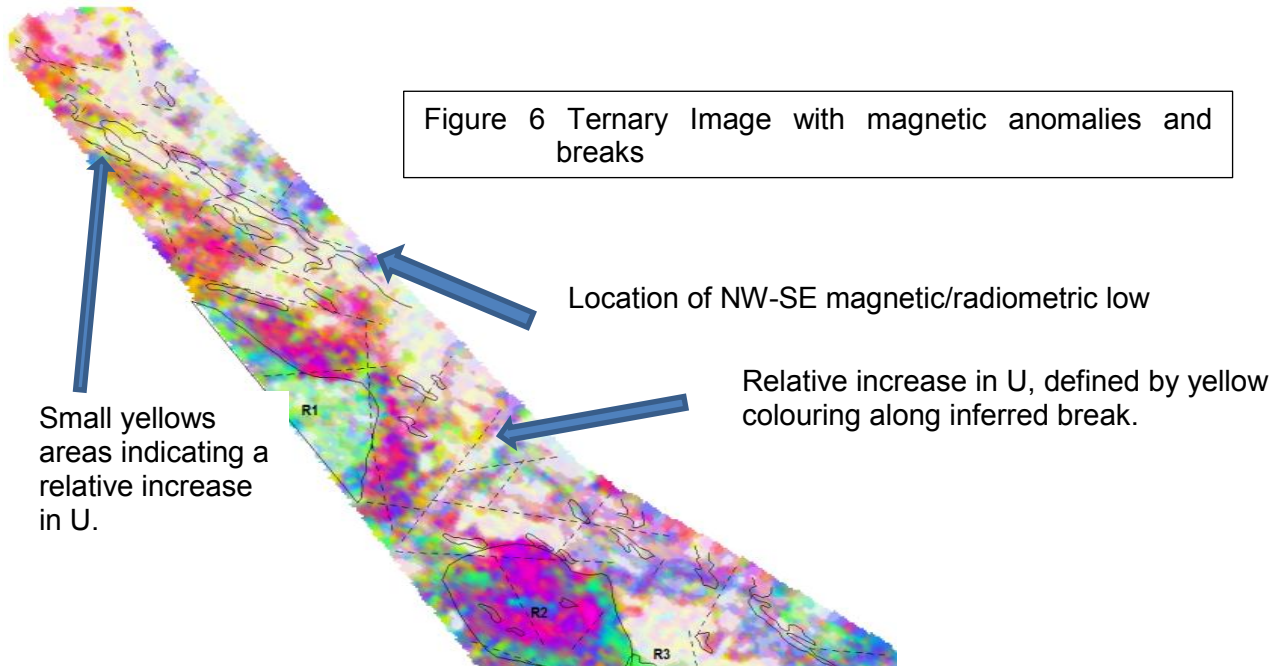 Figure 6 Ternary Image with magnetic anomalies and
breaks
Location of NW-SE magnetic/radiometric low
Relative increase in U, defined by yellow
colouring along inferred break.
Small yellows
areas indicating a
relative increase
in U.
R1
R2
R3